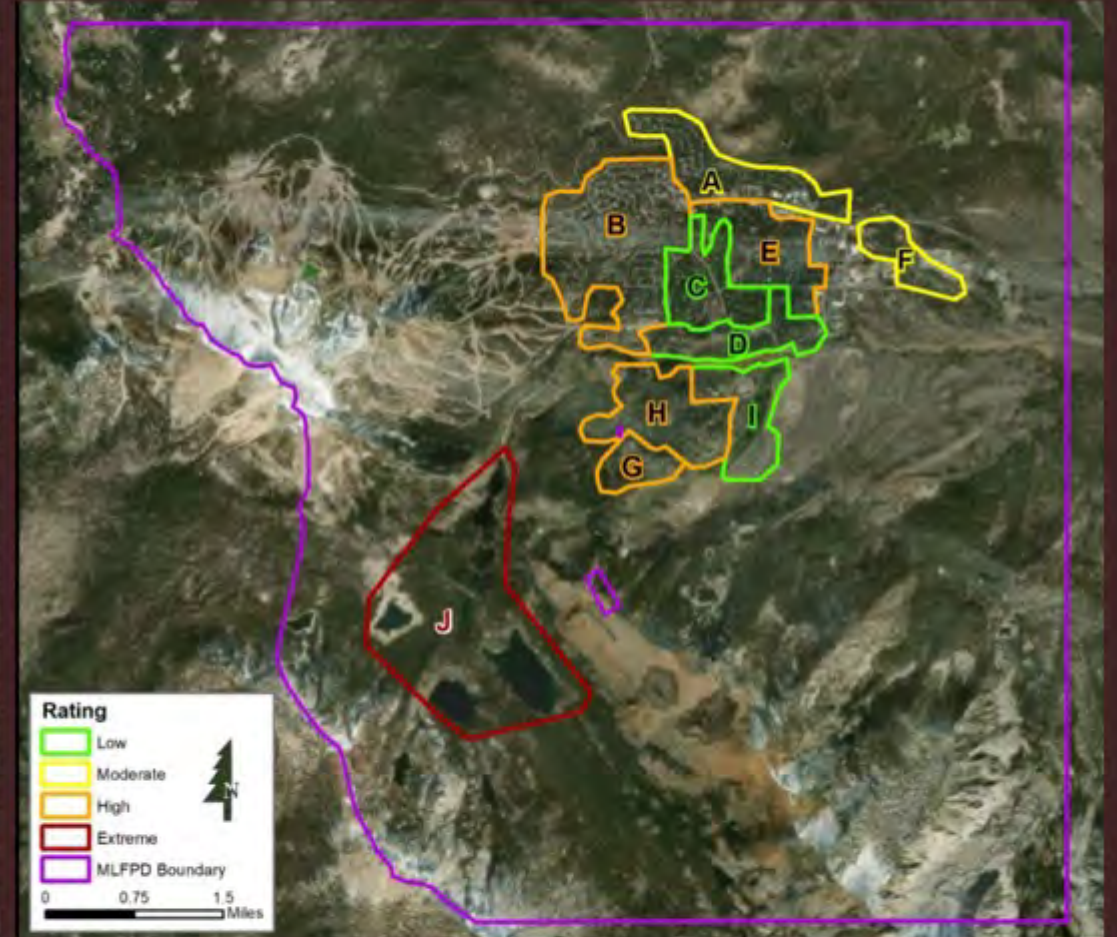 A
B
E
F
C
D
H
I
G
J
Rating
Low
Moderate
High
Extreme
MLFPD Boundary
N
0 0.75 1.5
Miles